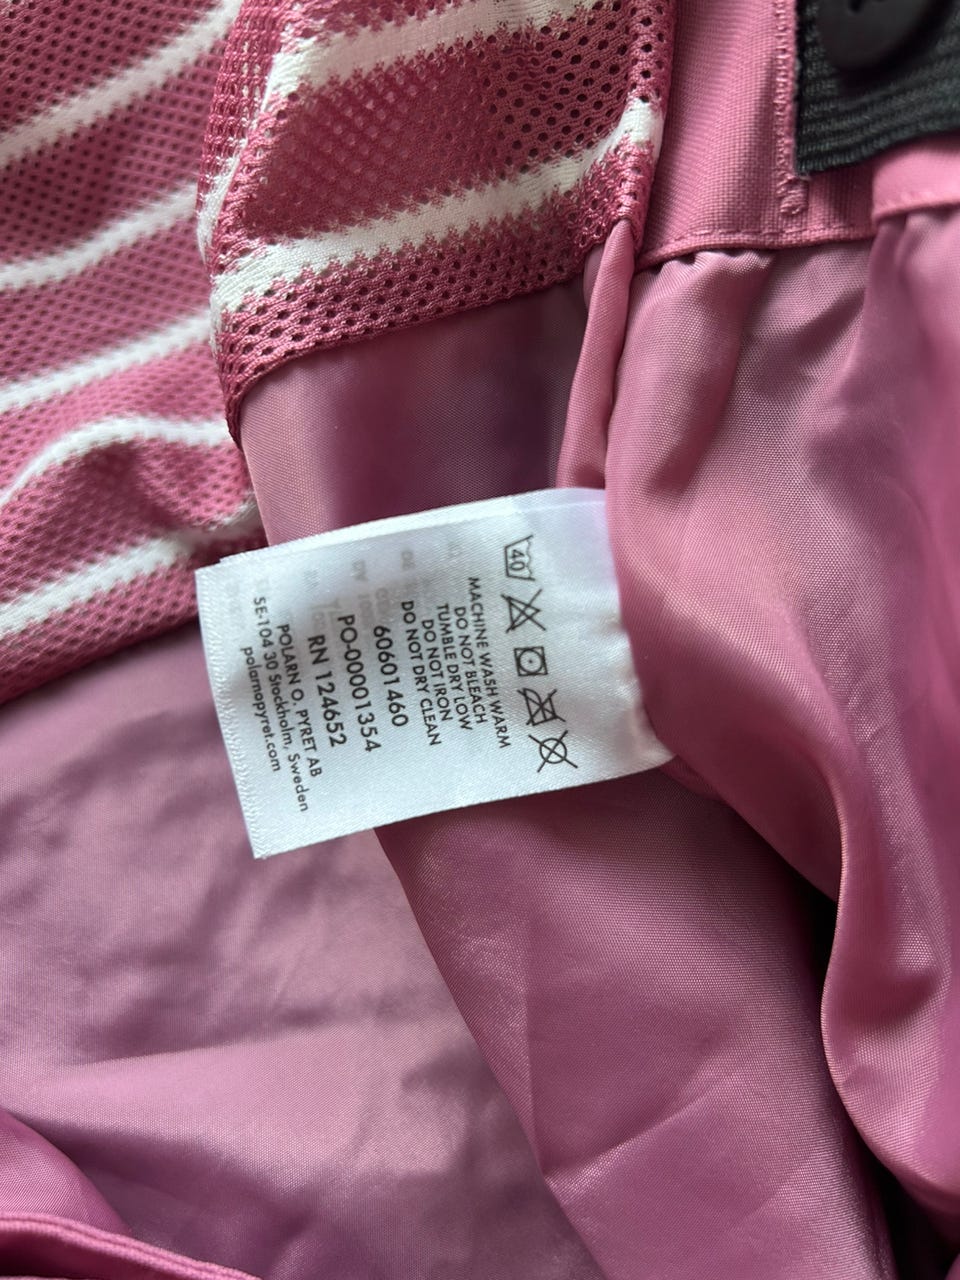 40
MACHINE WASH WARM
DO NOT BLEACH
TUMBLE DRY LOW
DO NOT IRON
DO NOT DRY CLEAN
60601460
PO-00001354
RN 124652
POLARN O. PYRET AB
SE-104 30 Stockholm, Sweden
polarnopyret.com